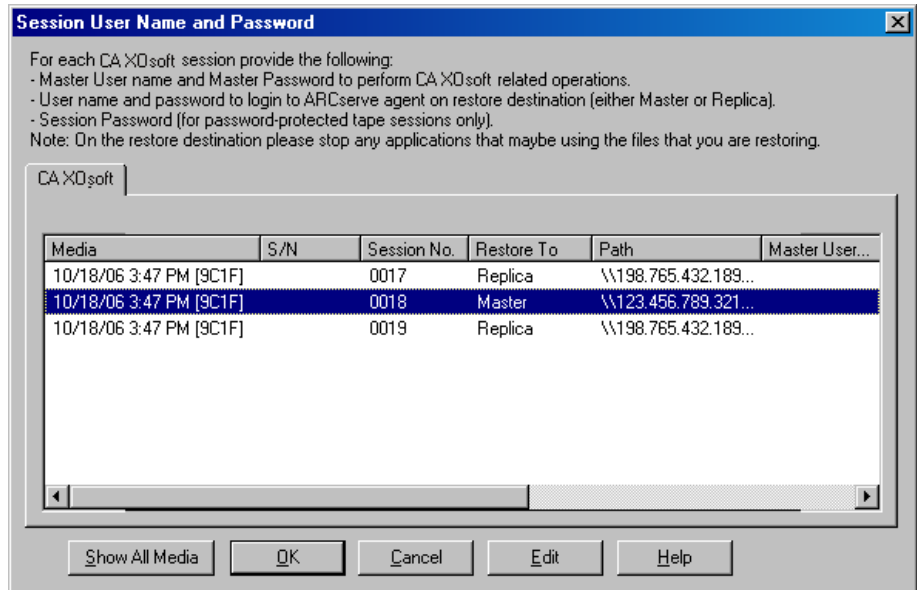 Session User Name and Password
For each CA XOsoft session provide the following:
- Master User name and Master Password to perform CA XOsoft related operations.
- User name and password to login to ARCserve agent on restore destination (either Master or Replica).
- Session Password (for password-protected tape sessions only).
Note: On the restore destination please stop any applications that maybe using the files that you are restoring.
CA XOsoft
Media S/N Session No. Restore To Path Master User...
10/18/06 3:47 PM [9C1F] 0017 Replica \\198.765.432.189...
10/18/06 3:47 PM [9C1F] 0018 Master \\123.456.789.321...
10/18/06 3:47 PM [9C1F] 0019 Replica \\198.765.432.189...
Show All Media OK Cancel Edit Help